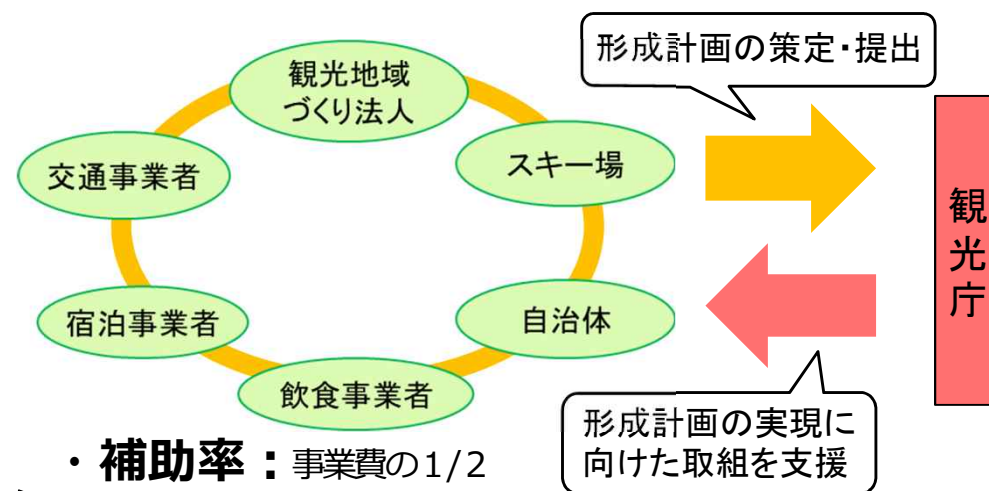 形成計画の策定・提出
観光地域
づくり法人
スキー場
交通事業者
観光庁
宿泊事業者
自治体
飲食事業者
形成計画の実現に
向けた取組を支援
・補助率：事業費の1/2